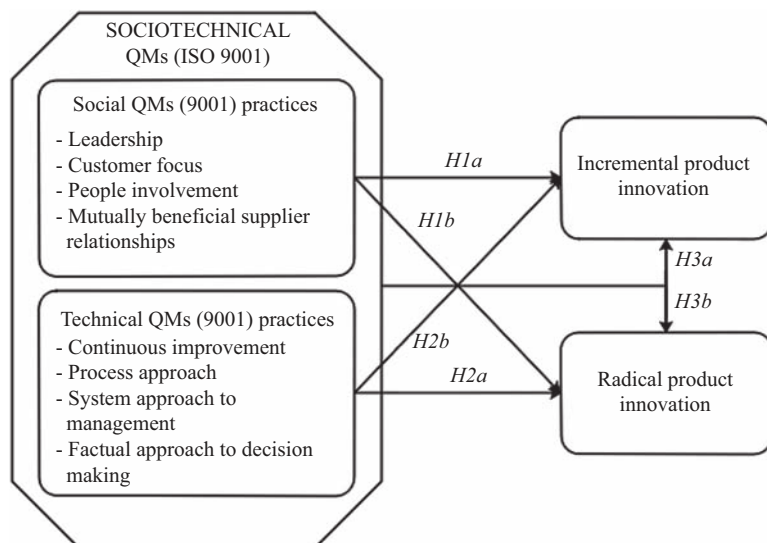 SOCIOTECHNICAL
QMs (ISO 9001)
Social QMs (9001) practices
- Leadership
- Customer focus
- People involvement
- Mutually beneficial supplier
relationships
Technical QMs (9001) practices
- Continuous improvement
- Process approach
- System approach to
management
- Factual approach to decision
making
H1a
H1b
H2b
H2a
Incremental product
innovation
H3a
H3b
Radical product
innovation